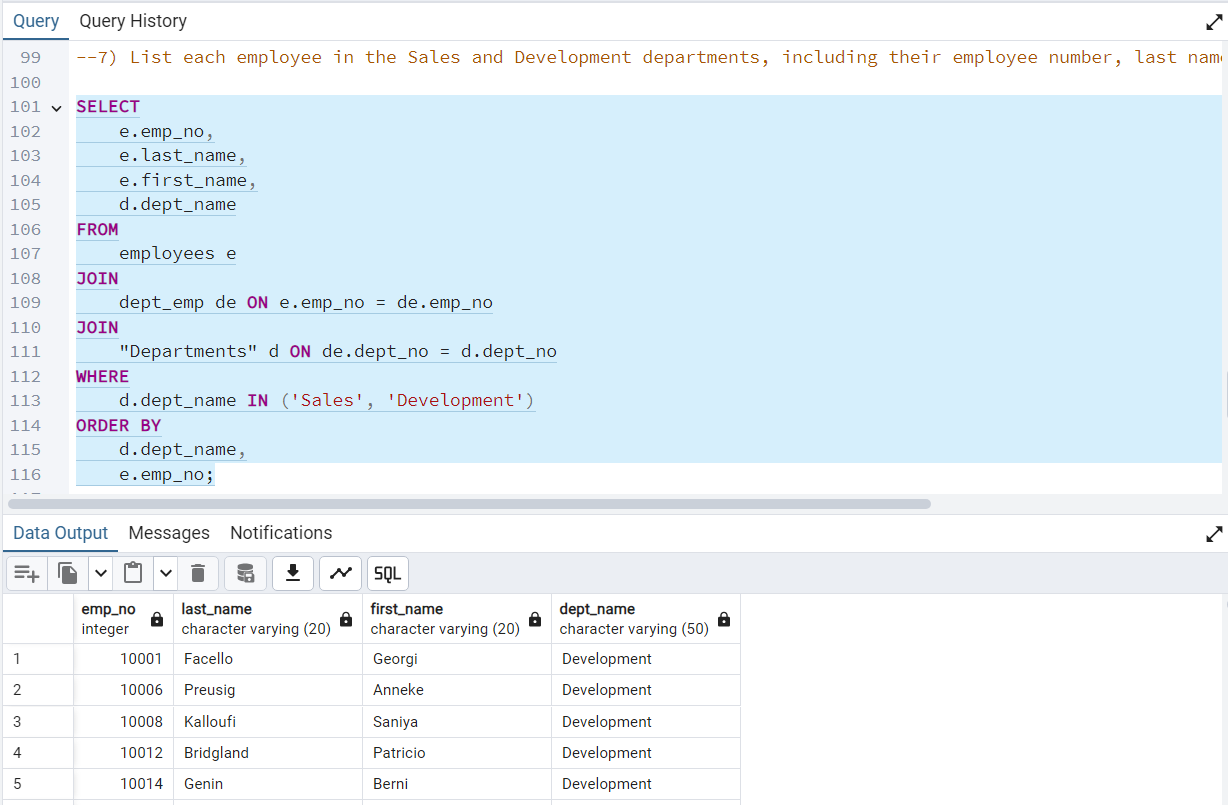 Query Query History
99 --7) List each employee in the Sales and Development departments, including their employee number, last nam
100
101 SELECT
102 e.emp_no,
103 e.last_name,
104 e.first_name,
105 d.dept_name
106 FROM
107 employees e
108 JOIN
109 dept_emp de ON e.emp_no = de.emp_no
110 JOIN
111 "Departments" d ON de.dept_no = d.dept_no
112 WHERE
113 d.dept_name IN ('Sales', 'Development')
114 ORDER BY
115 d.dept_name,
116 e.emp_no;
Data Output Messages Notifications
SQL
emp_no last_name first_name dept_name
integer character varying (20) character varying (20) character varying (50)
1 10001 Facello Georgi Development
2 10006 Preusig Anneke Development
3 10008 Kalloufi Saniya Development
4 10012 Bridgland Patricio Development
5 10014 Genin Berni Development